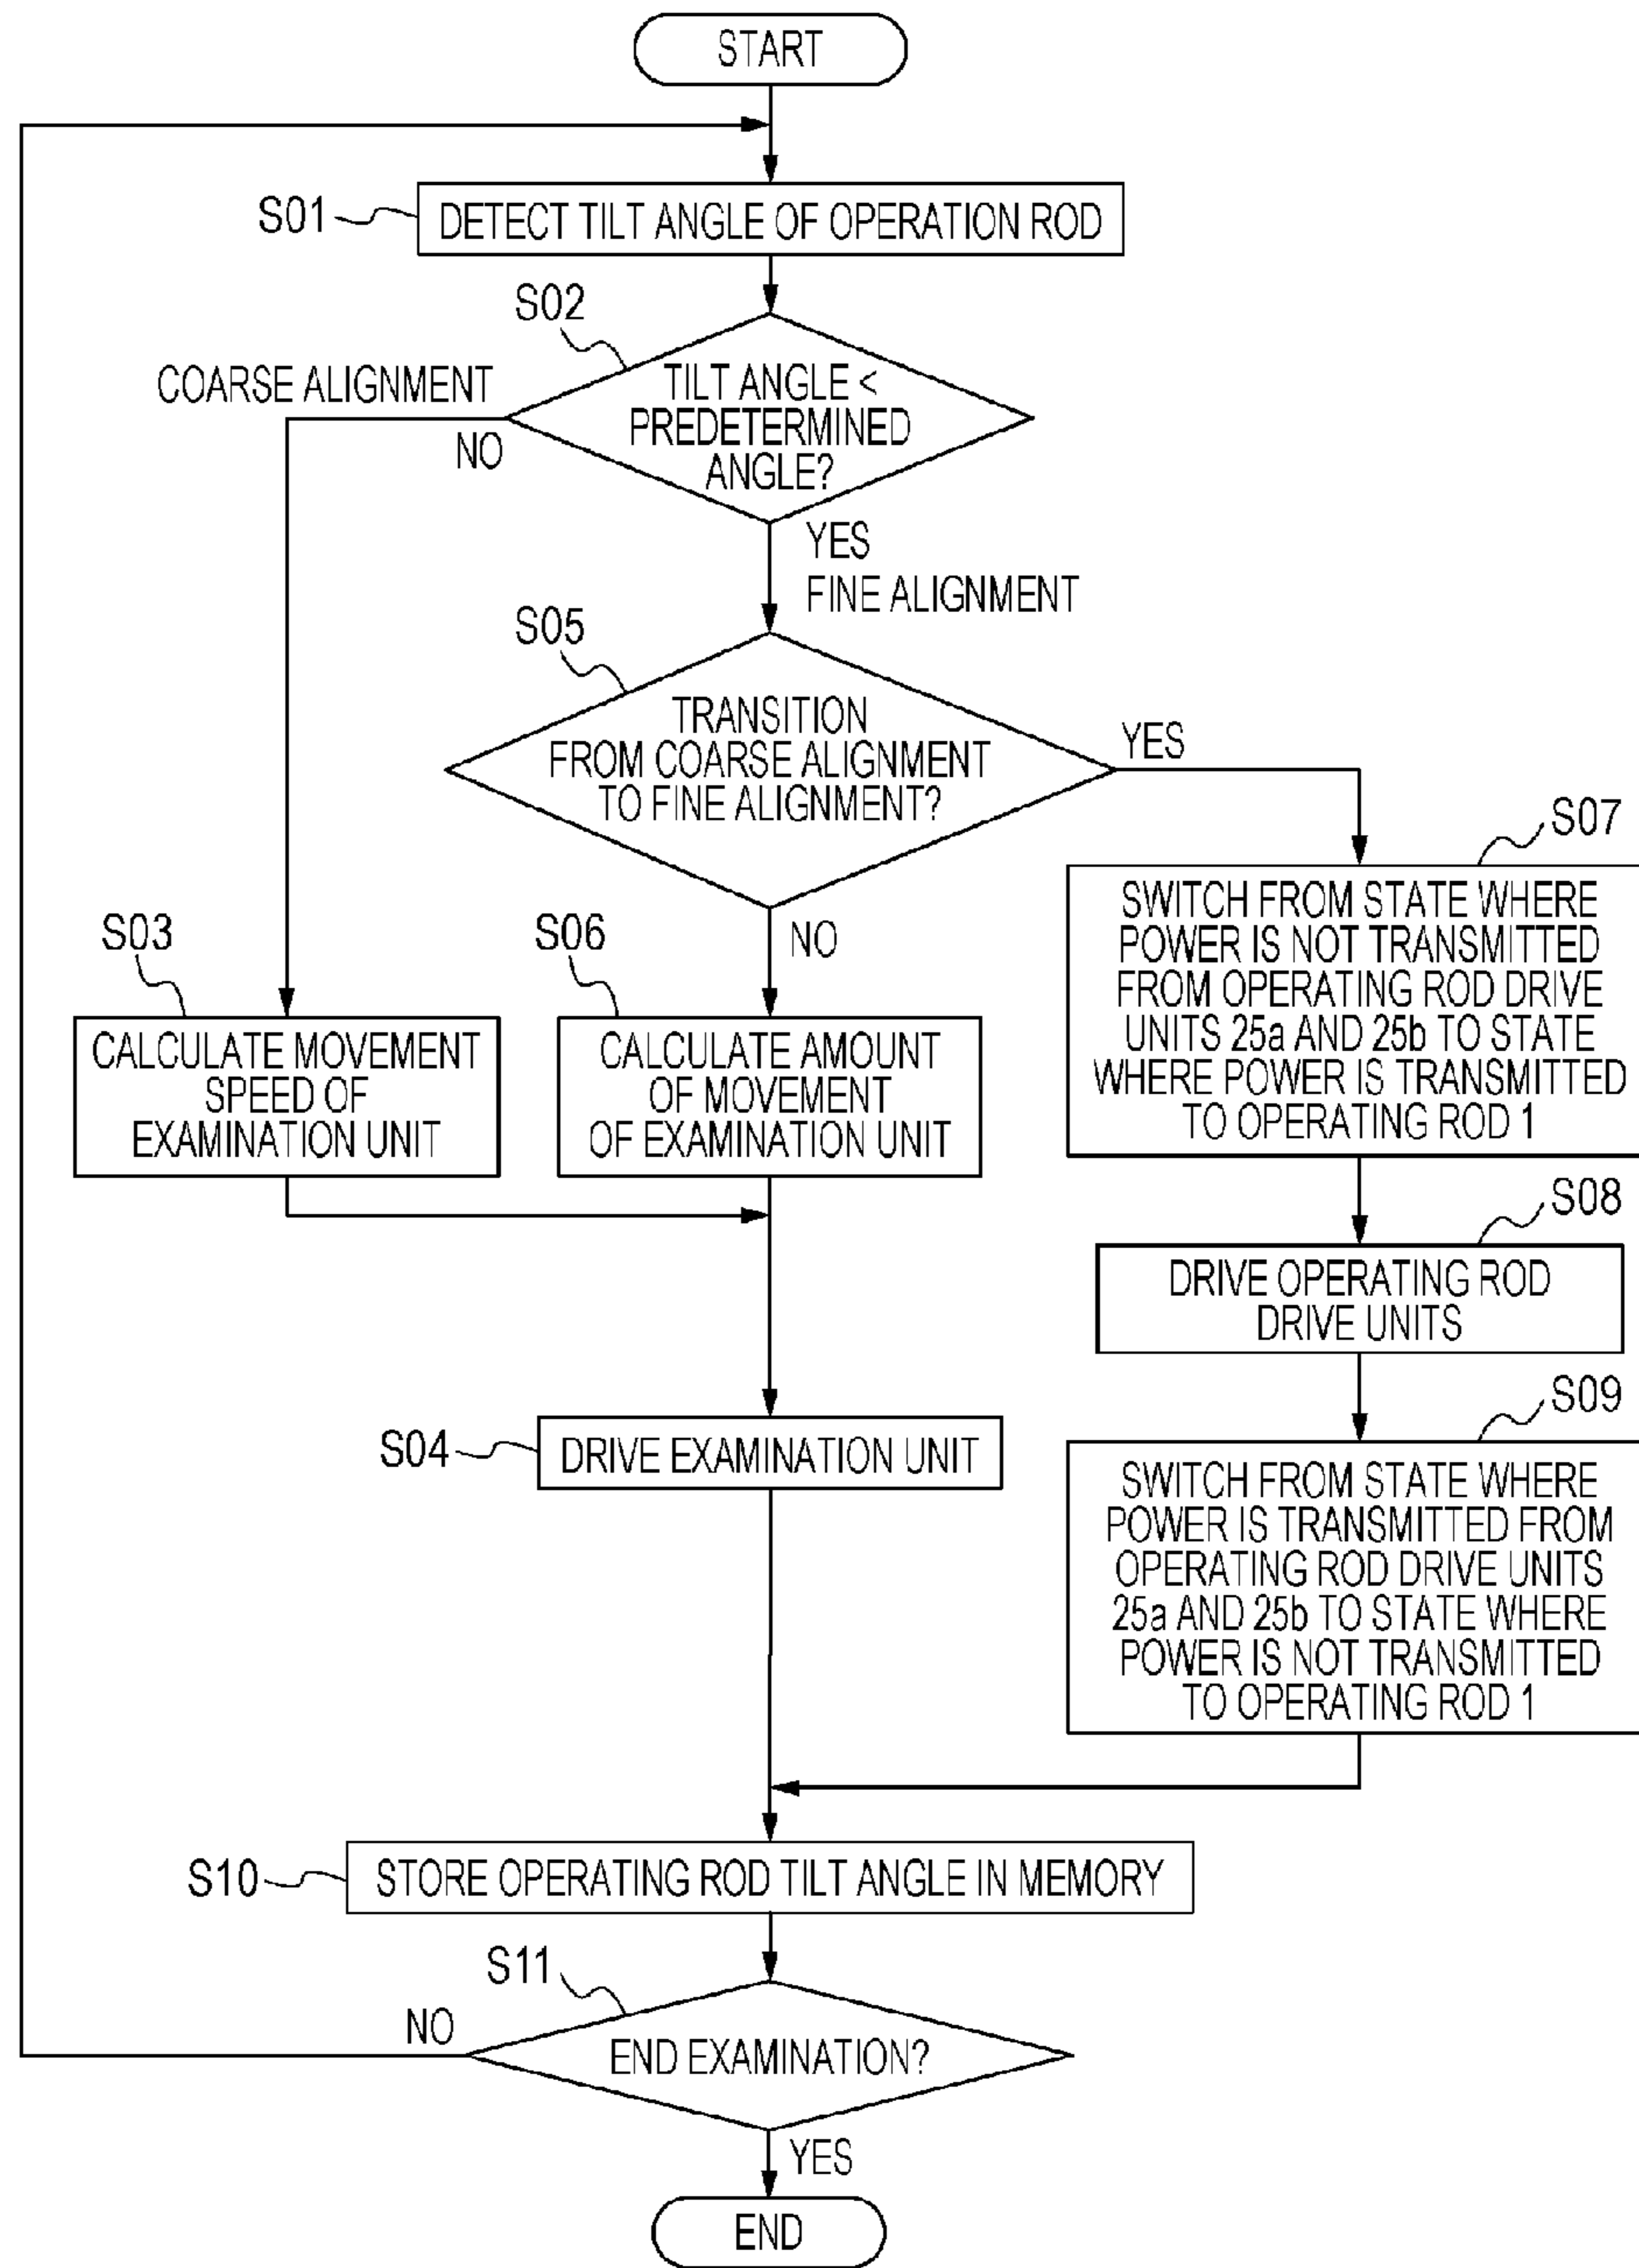 START
S01
DETECT TILT ANGLE OF OPERATION ROD
S02
COARSE ALIGNMENT
NO
TILT ANGLE <
PREDETERMINED
ANGLE?
YES
FINE ALIGNMENT
S05
TRANSITION
FROM COARSE ALIGNMENT
TO FINE ALIGNMENT?
YES
NO
S03
CALCULATE MOVEMENT
SPEED OF
EXAMINATION UNIT
S06
CALCULATE AMOUNT
OF MOVEMENT
OF EXAMINATION UNIT
S07
SWITCH FROM STATE WHERE
POWER IS NOT TRANSMITTED
FROM OPERATING ROD DRIVE
UNITS 25a AND 25b TO STATE
WHERE POWER IS TRANSMITTED
TO OPERATING ROD 1
S08
DRIVE OPERATING ROD
DRIVE UNITS
S04
DRIVE EXAMINATION UNIT
S09
SWITCH FROM STATE WHERE
POWER IS TRANSMITTED FROM
OPERATING ROD DRIVE UNITS
25a AND 25b TO STATE WHERE
POWER IS NOT TRANSMITTED
TO OPERATING ROD 1
S10
STORE OPERATING ROD TILT ANGLE IN MEMORY
S11
NO
END EXAMINATION?
YES
END